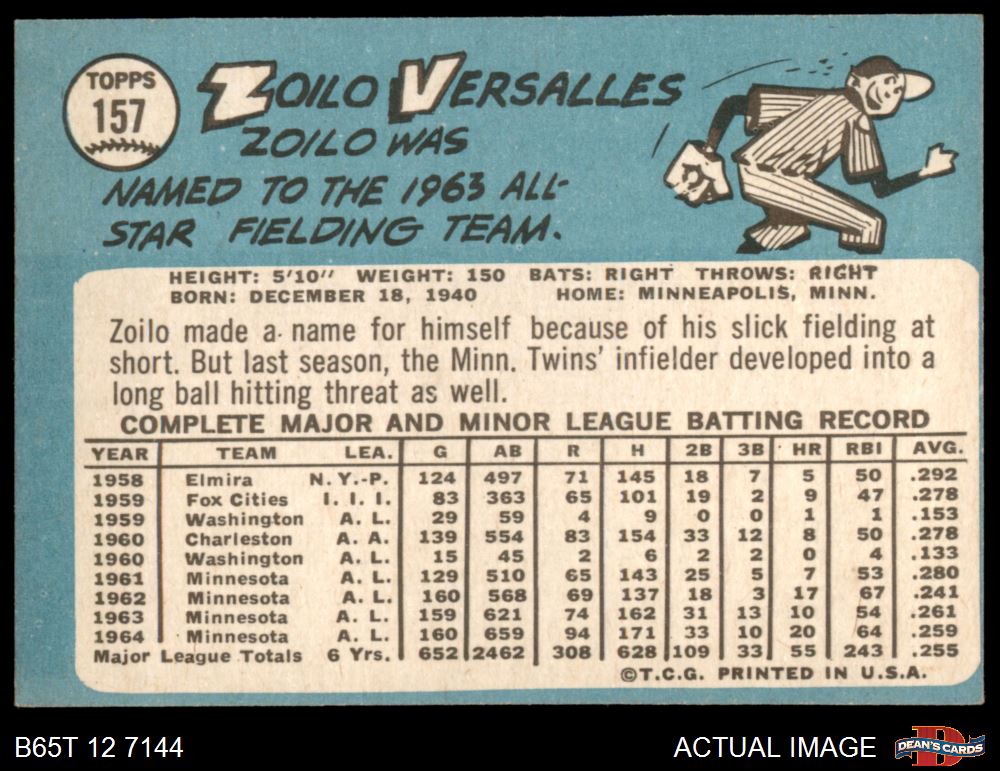 TOPPS
157
ZOILO VERSALLES
ZOILO WAS
NAMED TO THE 1963 ALL-
STAR FIELDING TEAM.
HEIGHT: 5'10" WEIGHT: 150 BATS: RIGHT THROWS: RIGHT
BORN: DECEMBER 18, 1940 HOME: MINNEAPOLIS, MINN.
Zoilo made a name for himself because of his slick fielding at
short. But last season, the Minn. Twins' infielder developed into a
long ball hitting threat as well.
COMPLETE MAJOR AND MINOR LEAGUE BATTING RECORD
YEAR TEAM LEA. G AB R H 2B 3B HR RBI AVG.
1958 Elmira N.Y.-P. 124 497 71 145 18 7 5 50 .292
1959 Fox Cities I. I. I. 83 363 65 101 19 2 9 47 .278
1959 Washington A. L. 29 59 4 9 0 0 1 1 .153
1960 Charleston A. A. 139 554 83 154 33 12 8 50 .278
1960 Washington A. L. 15 45 2 6 2 2 0 4 .133
1961 Minnesota A. L. 129 510 65 143 25 5 7 53 .280
1962 Minnesota A. L. 160 568 69 137 18 3 17 67 .241
1963 Minnesota A. L. 159 621 74 162 31 13 10 54 .261
1964 Minnesota A. L. 160 659 94 171 33 10 20 64 .259
Major League Totals 6 Yrs. 652 2462 308 628 109 33 55 243 .255
©T.C.G. PRINTED IN U.S.A.
B65T 12 7144 ACTUAL IMAGE DEAN'S CARDS